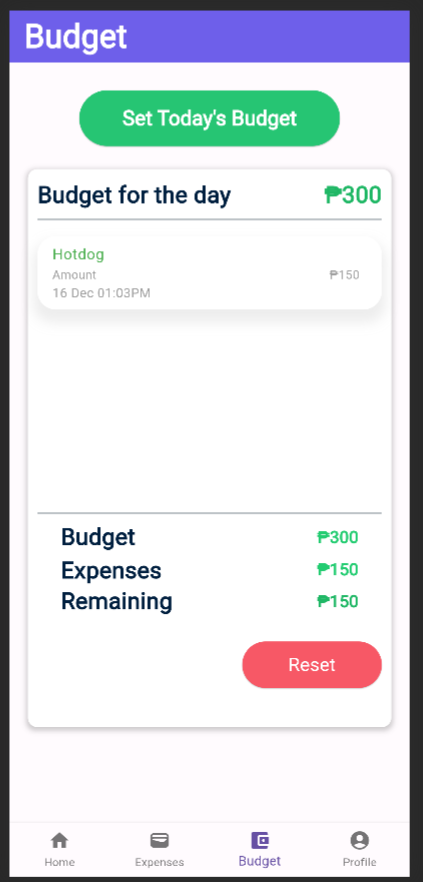 Budget
Set Today's Budget
Budget for the day ₱300
Hotdog
Amount ₱150
16 Dec 01:03PM
Budget ₱300
Expenses ₱150
Remaining ₱150
Reset
Home Expenses Budget Profile